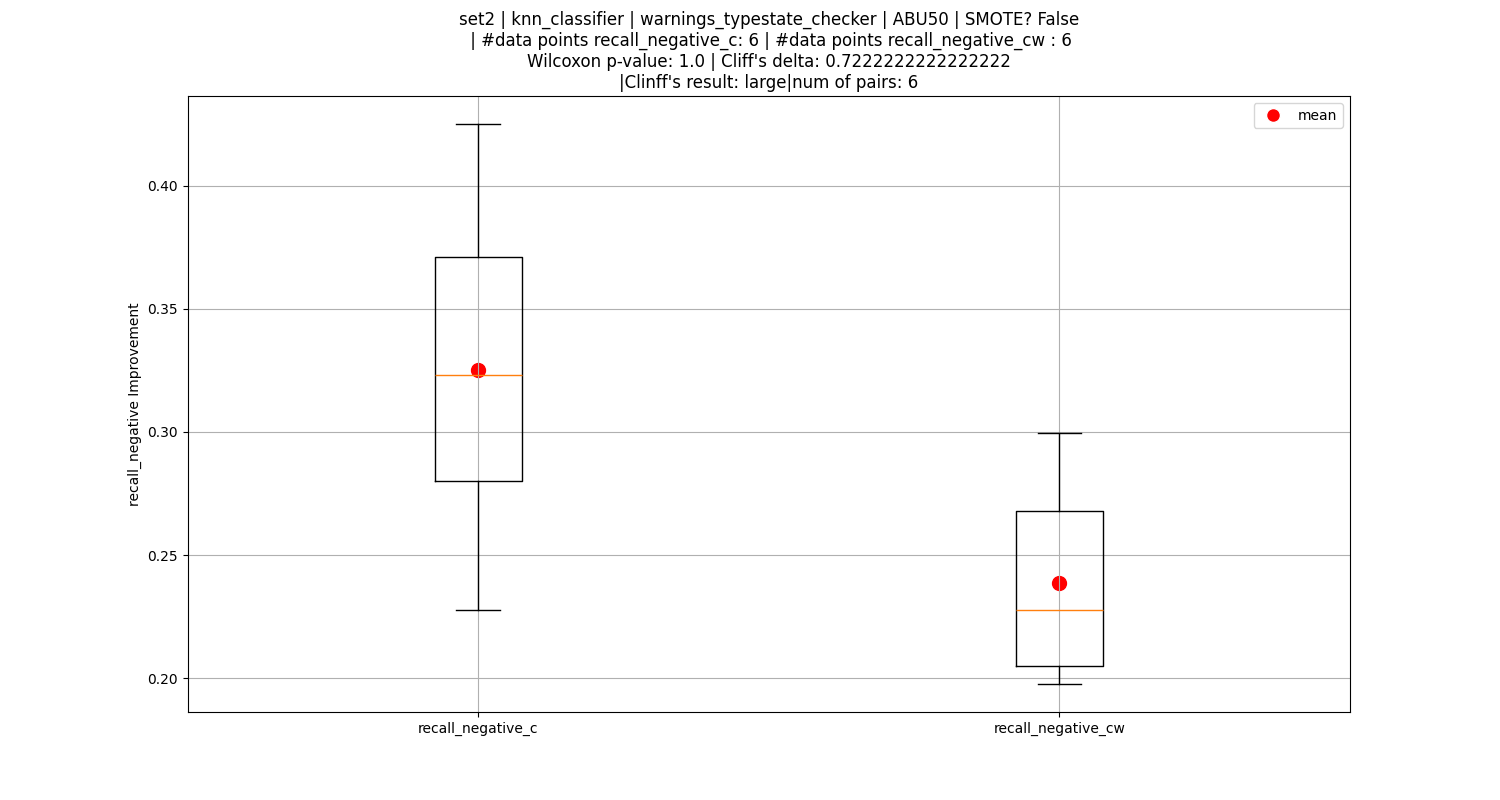 set2 | knn_classifier | warnings_typestate_checker | ABU50 | SMOTE? False
| #data points recall_negative_c: 6 | #data points recall_negative_cw : 6
Wilcoxon p-value: 1.0 | Cliff's delta: 0.7222222222222222
|Clinff's result: large|num of pairs: 6
mean
recall_negative Improvement
0.40
0.35
0.30
0.25
0.20
recall_negative_c
recall_negative_cw